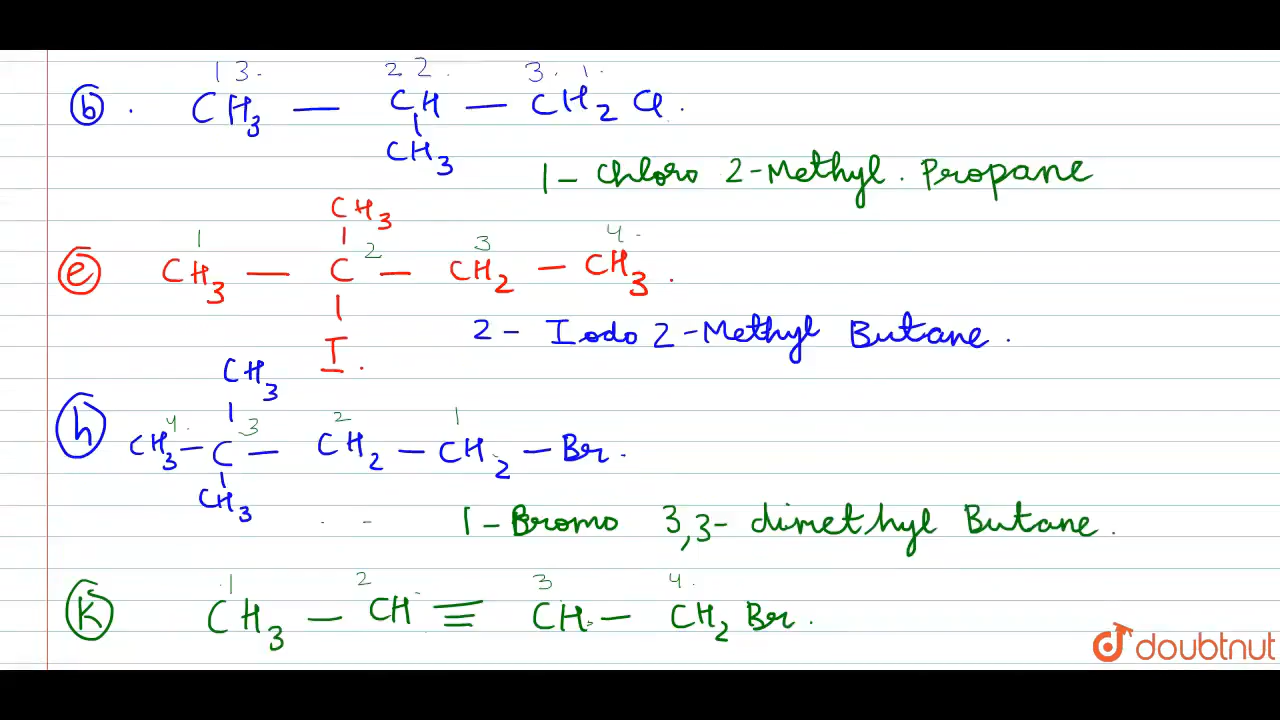 1 3. 2 2. 3. 1.
(b) . CH3 — CH — CH2 Cl.
CH3
1 - Chloro 2-Methyl. Propane
CH3
1 2 3 4.
(e) CH3 — C — CH2 — CH3.
I.
2 - Iodo 2-Methyl Butane.
CH3
4. 3 2 1
(h) CH3 — C — CH2 — CH2 — Br.
CH3
1 - Bromo 3,3- dimethyl Butane.
1 2 3 4.
(K) CH3 — CH ≡ CH — CH2 Br.
doubtnut